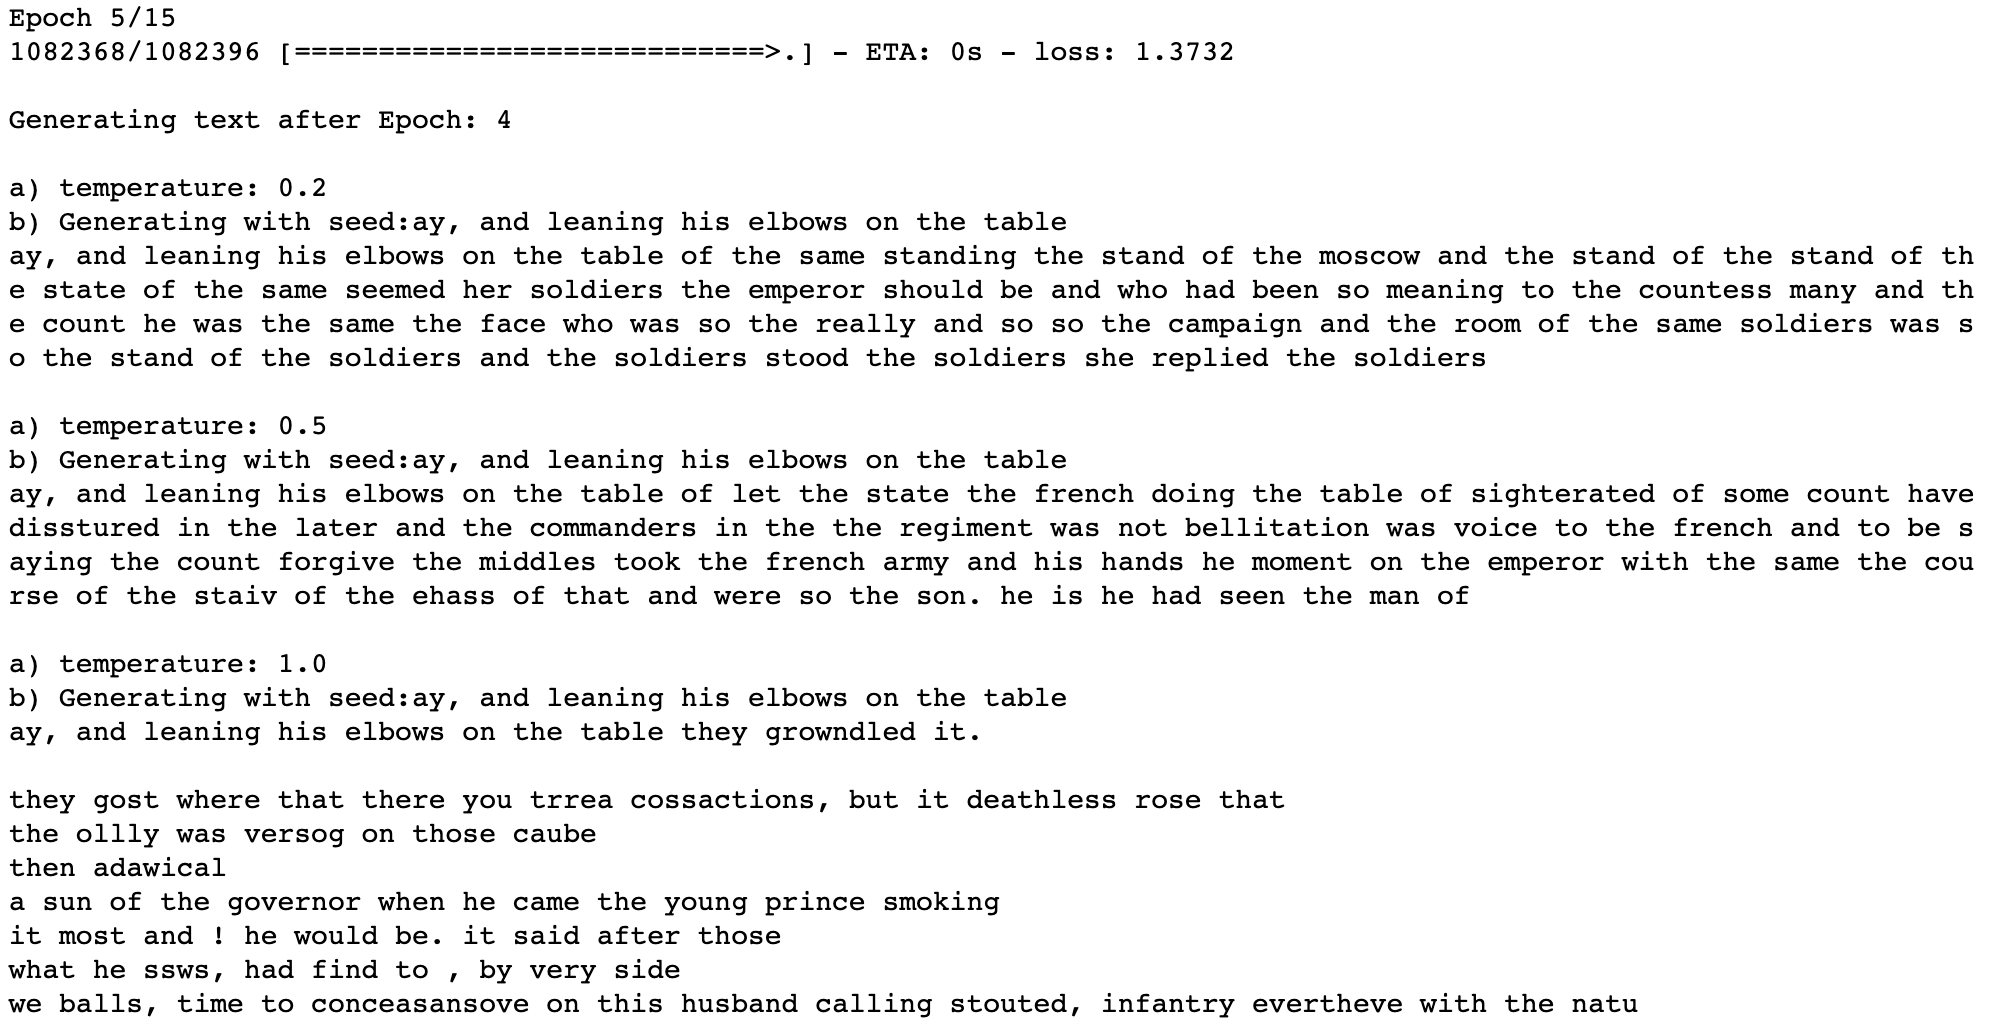 Epoch 5/15
1082368/1082396 [============================>.] - ETA: 0s - loss: 1.3732
Generating text after Epoch: 4
a) temperature: 0.2
b) Generating with seed:ay, and leaning his elbows on the table
ay, and leaning his elbows on the table of the same standing the stand of the moscow and the stand of the stand of th
e state of the same seemed her soldiers the emperor should be and who had been so meaning to the countess many and th
e count he was the same the face who was so the really and so so the campaign and the room of the same soldiers was s
o the stand of the soldiers and the soldiers stood the soldiers she replied the soldiers
a) temperature: 0.5
b) Generating with seed:ay, and leaning his elbows on the table
ay, and leaning his elbows on the table of let the state the french doing the table of sighterated of some count have
disstured in the later and the commanders in the the regiment was not bellitation was voice to the french and to be s
aying the count forgive the middles took the french army and his hands he moment on the emperor with the same the cou
rse of the staiv of the ehass of that and were so the son. he is he had seen the man of
a) temperature: 1.0
b) Generating with seed:ay, and leaning his elbows on the table
ay, and leaning his elbows on the table they growndled it.
they gost where that there you trrea cossactions, but it deathless rose that
the ollly was versog on those caube
then adawical
a sun of the governor when he came the young prince smoking
it most and ! he would be. it said after those
what he ssws, had find to , by very side
we balls, time to conceasansove on this husband calling stouted, infantry evertheve with the natu